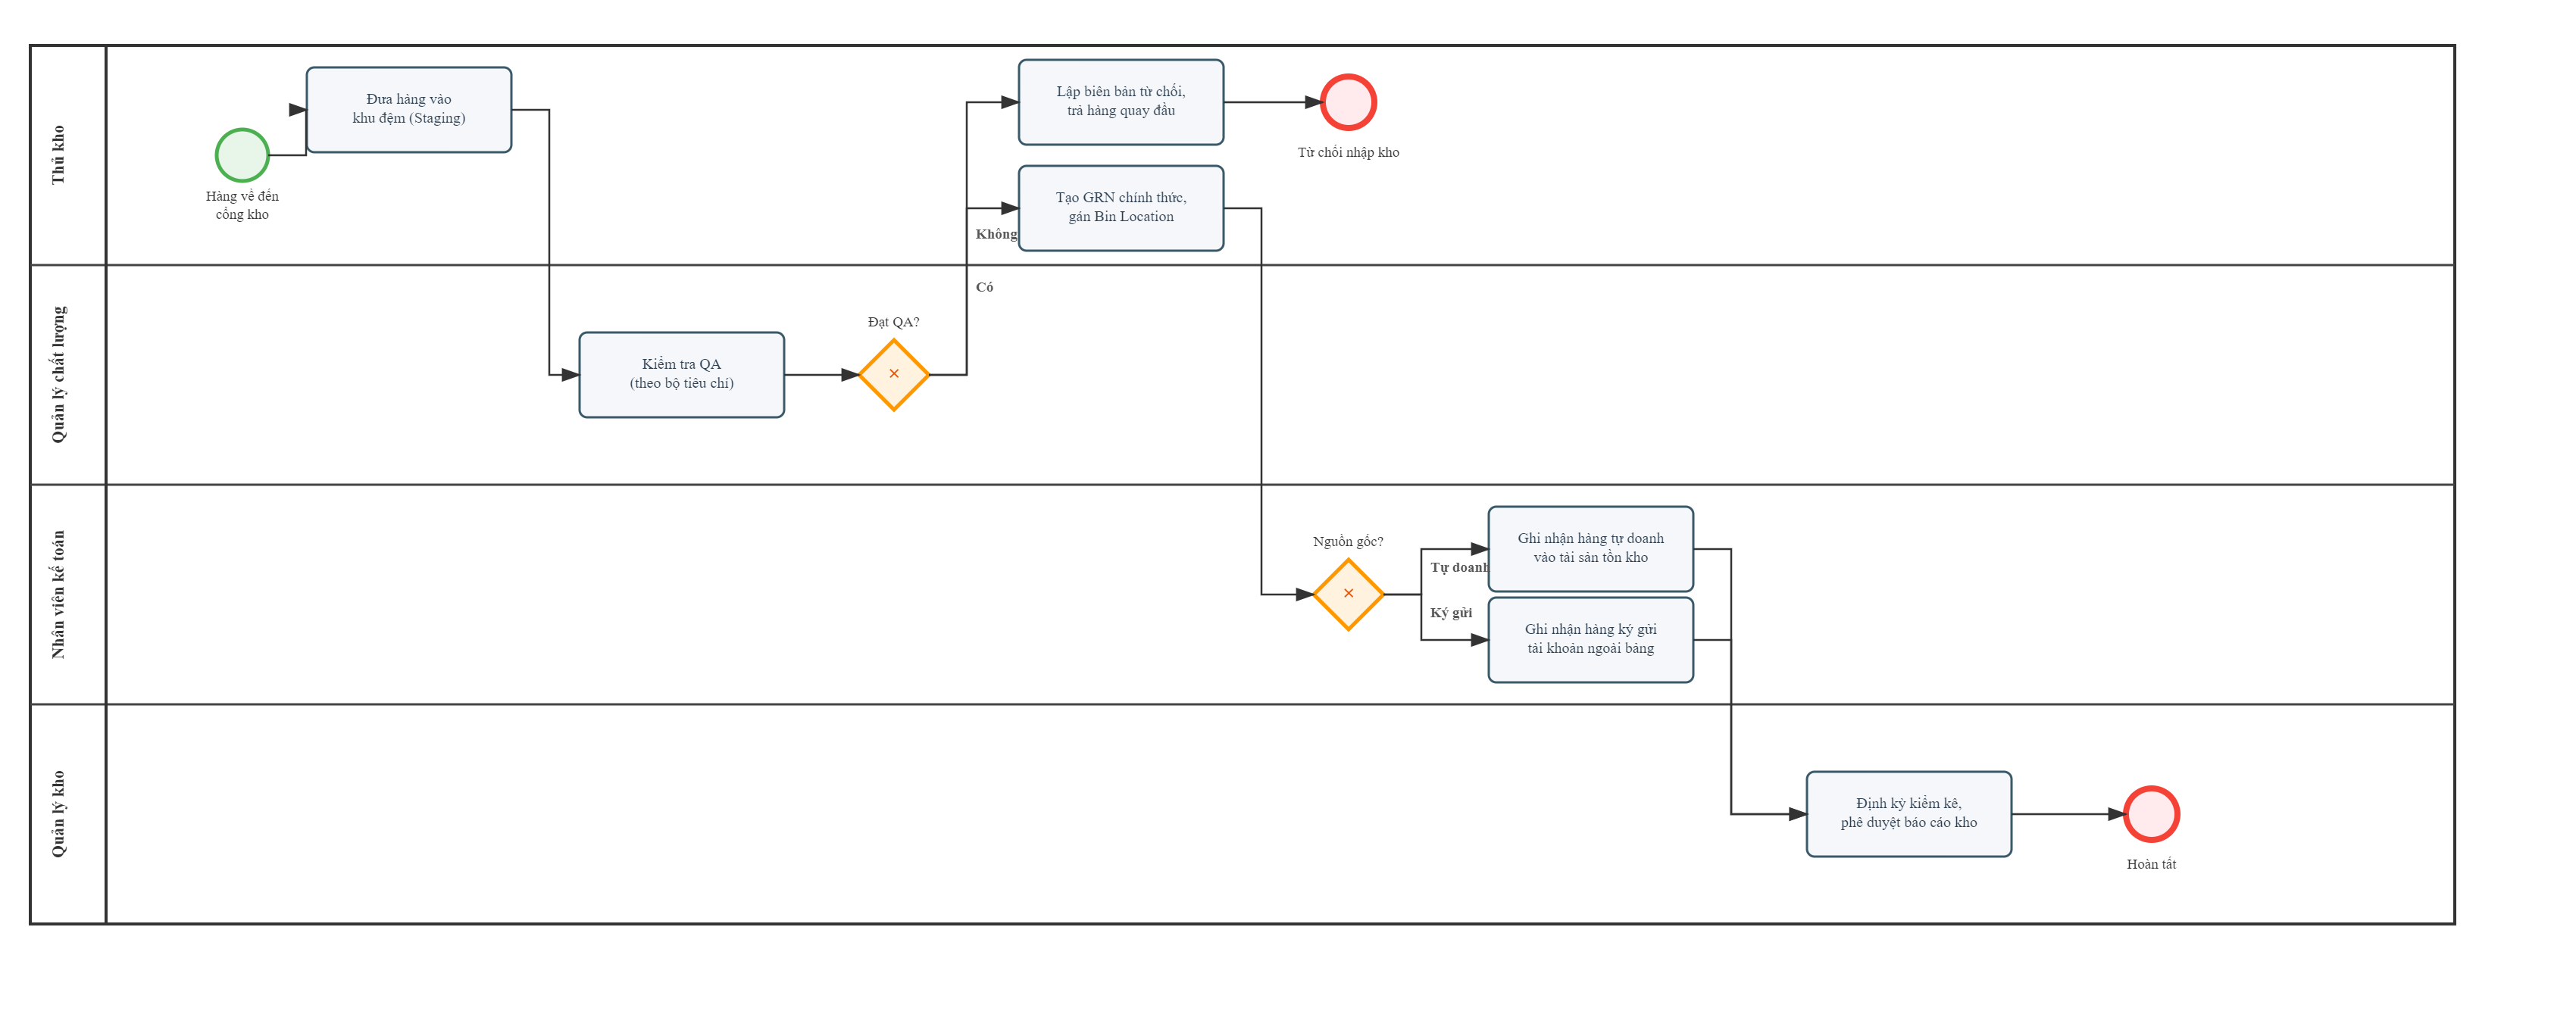 Thủ kho
Hàng về đến
cổng kho
Đưa hàng vào
khu đệm (Staging)
Lập biên bản từ chối,
trả hàng quay đầu
Từ chối nhập kho
Tạo GRN chính thức,
gán Bin Location
Không
Có
Quản lý chất lượng
Kiểm tra QA
(theo bộ tiêu chí)
Đạt QA?
Nhân viên kế toán
Nguồn gốc?
Tự doanh
Ghi nhận hàng tự doanh
vào tài sản tồn kho
Ký gửi
Ghi nhận hàng ký gửi
tài khoản ngoài bảng
Quản lý kho
Định kỳ kiểm kê,
phê duyệt báo cáo kho
Hoàn tất